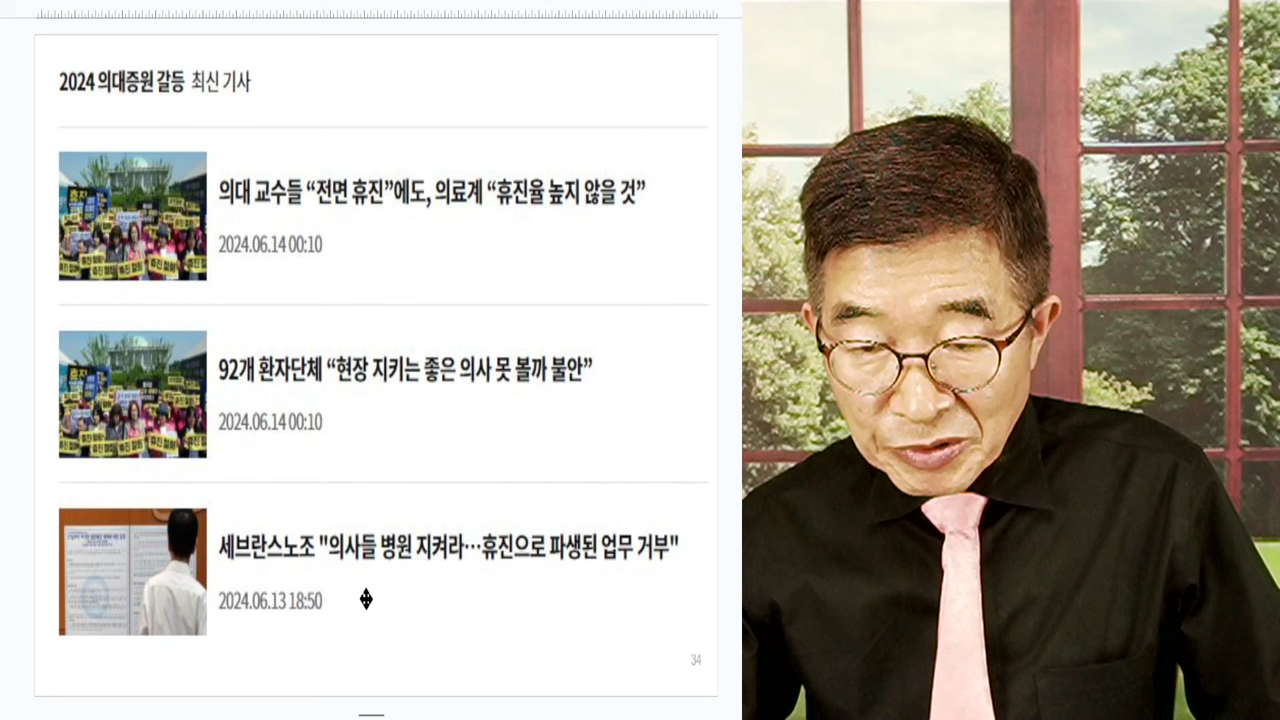 2024 의대증원 갈등 최신 기사
의대 교수들 “전면 휴진”에도, 의료계 “휴진율 높지 않을 것”
2024.06.14 00:10
92개 환자단체 “현장 지키는 좋은 의사 못 볼까 불안”
2024.06.14 00:10
세브란스노조 "의사들 병원 지켜라…휴진으로 파생된 업무 거부"
2024.06.13 18:50
34